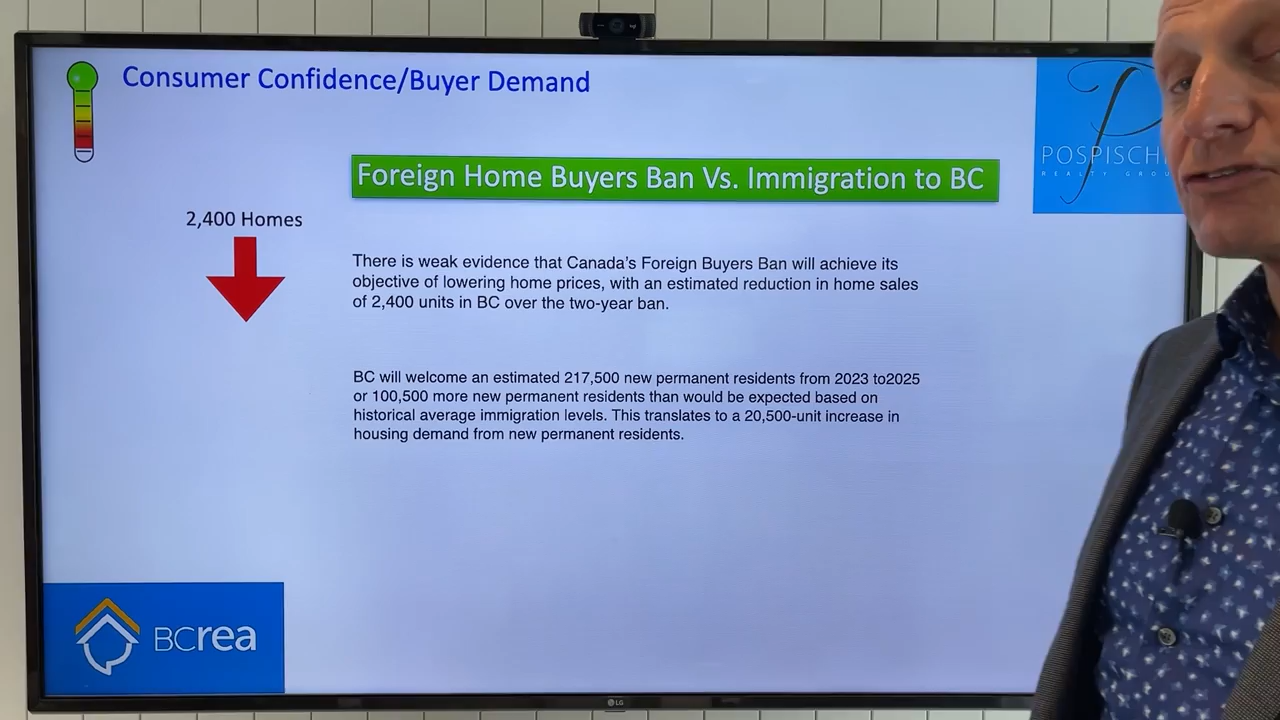 Consumer Confidence/Buyer Demand
Foreign Home Buyers Ban Vs. Immigration to BC
POSPISCH
REALTY GROU
2,400 Homes
There is weak evidence that Canada's Foreign Buyers Ban will achieve its
objective of lowering home prices, with an estimated reduction in home sales
of 2,400 units in BC over the two-year ban.
BC will welcome an estimated 217,500 new permanent residents from 2023 to2025
or 100,500 more new permanent residents than would be expected based on
historical average immigration levels. This translates to a 20,500-unit increase in
housing demand from new permanent residents.
BCrea
LG